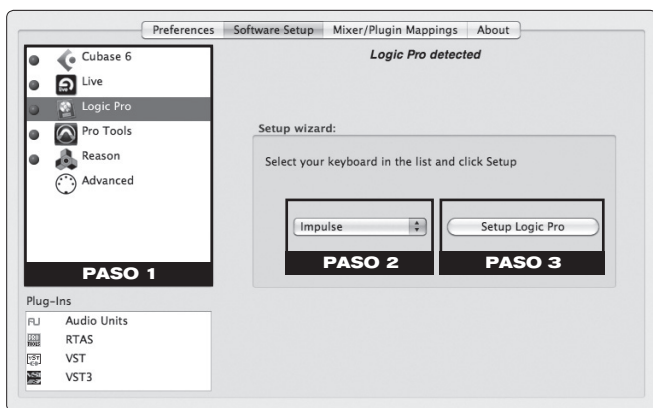 Preferences Software Setup Mixer/Plugin Mappings About
Cubase 6
Live
Logic Pro
Pro Tools
Reason
Advanced
PASO 1
Logic Pro detected
Setup wizard:
Select your keyboard in the list and click Setup
Impulse
PASO 2
Setup Logic Pro
PASO 3
Plug-Ins
Audio Units
RTAS
VST
VST3